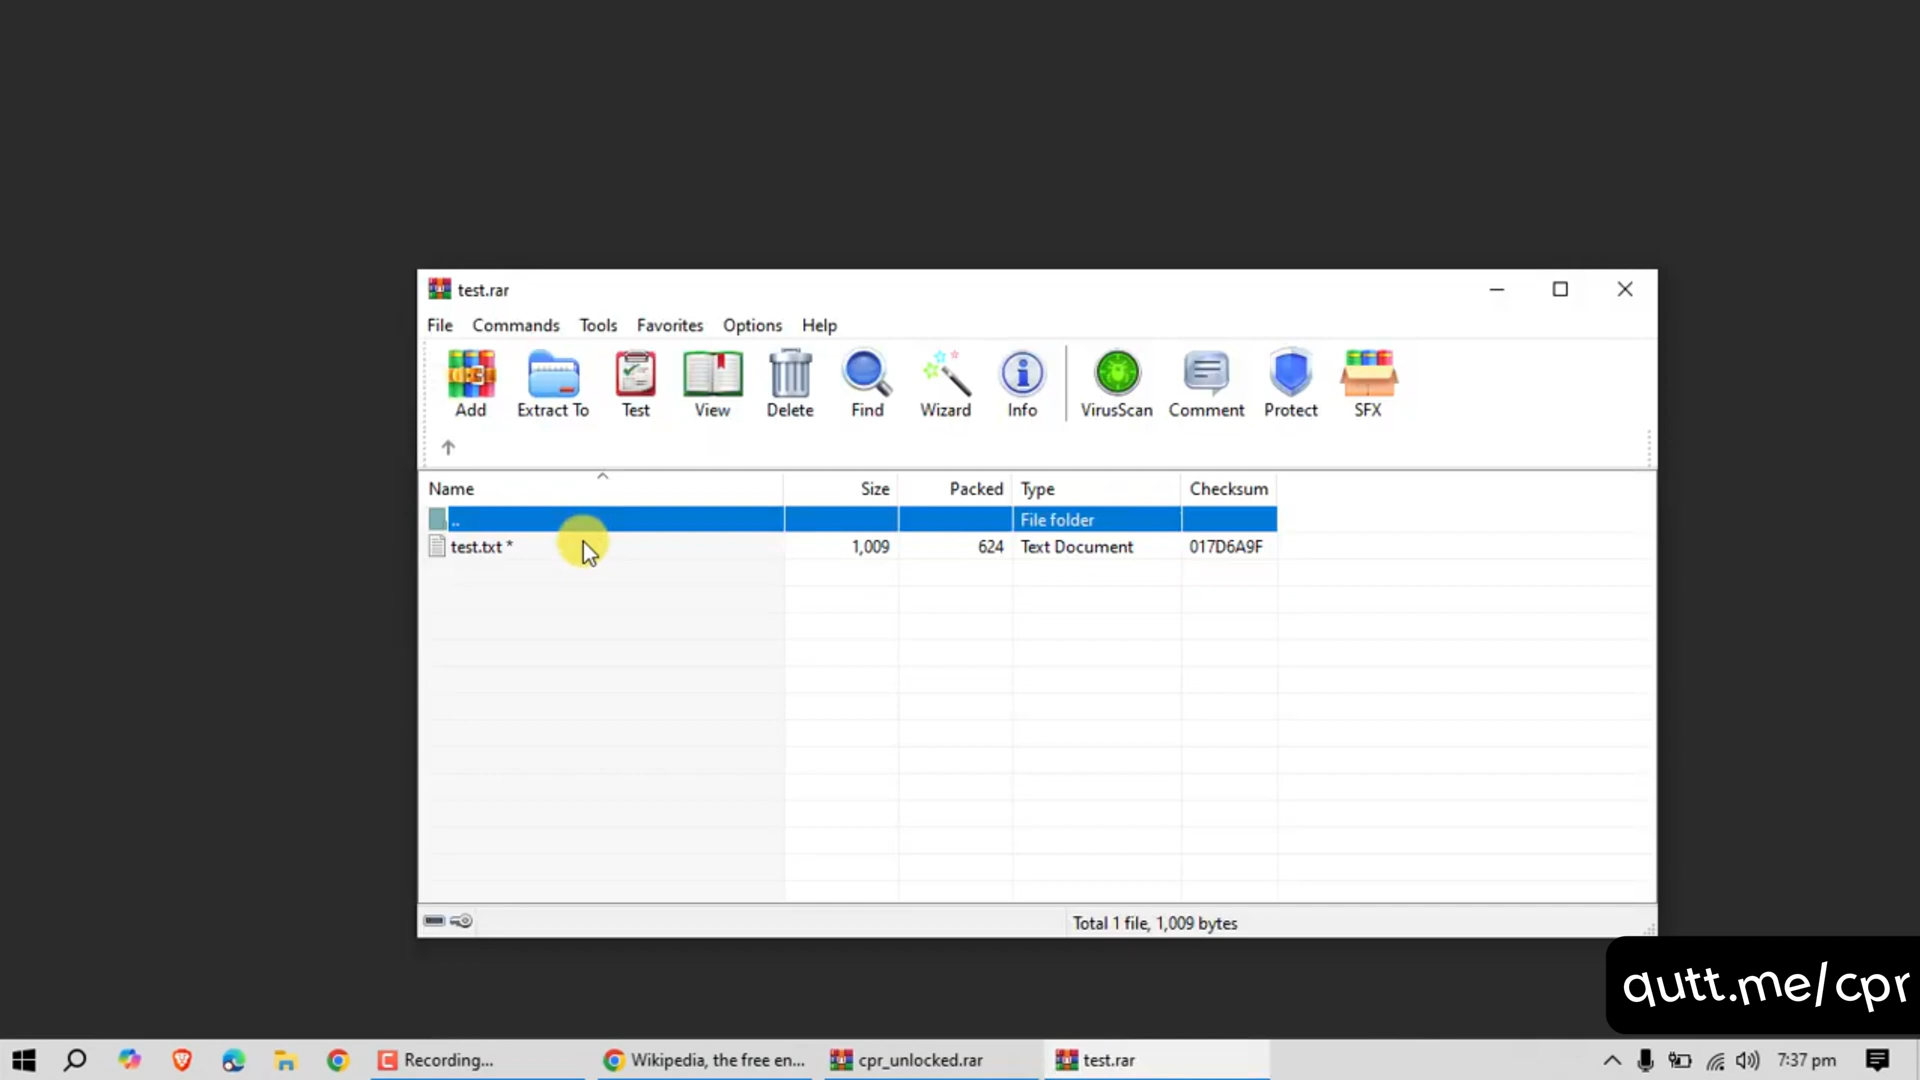 test.rar
File Commands Tools Favorites Options Help
Add Extract To Test View Delete Find Wizard Info VirusScan Comment Protect SFX
Name Size Packed Type Checksum
.. File folder
test.txt * 1,009 624 Text Document 017D6A9F
Total 1 file, 1,009 bytes
qutt.me/cpr
Recording... Wikipedia, the free en... cpr_unlocked.rar test.rar 7:37 pm